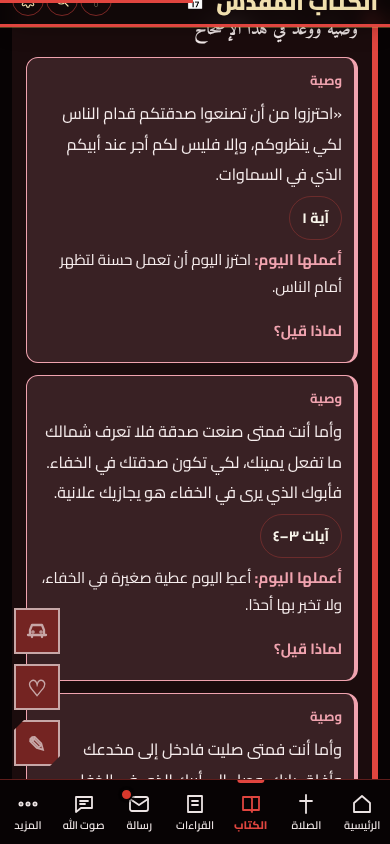 الكتاب المقدس
وصية ووعد في هذا الإصحاح
وصية
«احترزوا من أن تصنعوا صدقتكم قدام الناس
لكي ينظروكم، وإلا فليس لكم أجر عند أبيكم
الذي في السماوات.
آية ١
أعملها اليوم: احترز اليوم أن تعمل حسنة لتظهر
أمام الناس.
لماذا قيل؟
وصية
وأما أنت فمتى صنعت صدقة فلا تعرف شمالك
ما تفعل يمينك، لكي تكون صدقتك في الخفاء.
فأبوك الذي يرى في الخفاء هو يجازيك علانية.
آيات ٣–٤
أعملها اليوم: أعطِ اليوم عطية صغيرة في الخفاء،
ولا تخبر بها أحدًا.
لماذا قيل؟
وصية
وأما أنت فمتى صليت فادخل إلى مخدعك
الرئيسية
الصلاة
الكتاب
القراءات
رسالة
صوت الله
المزيد